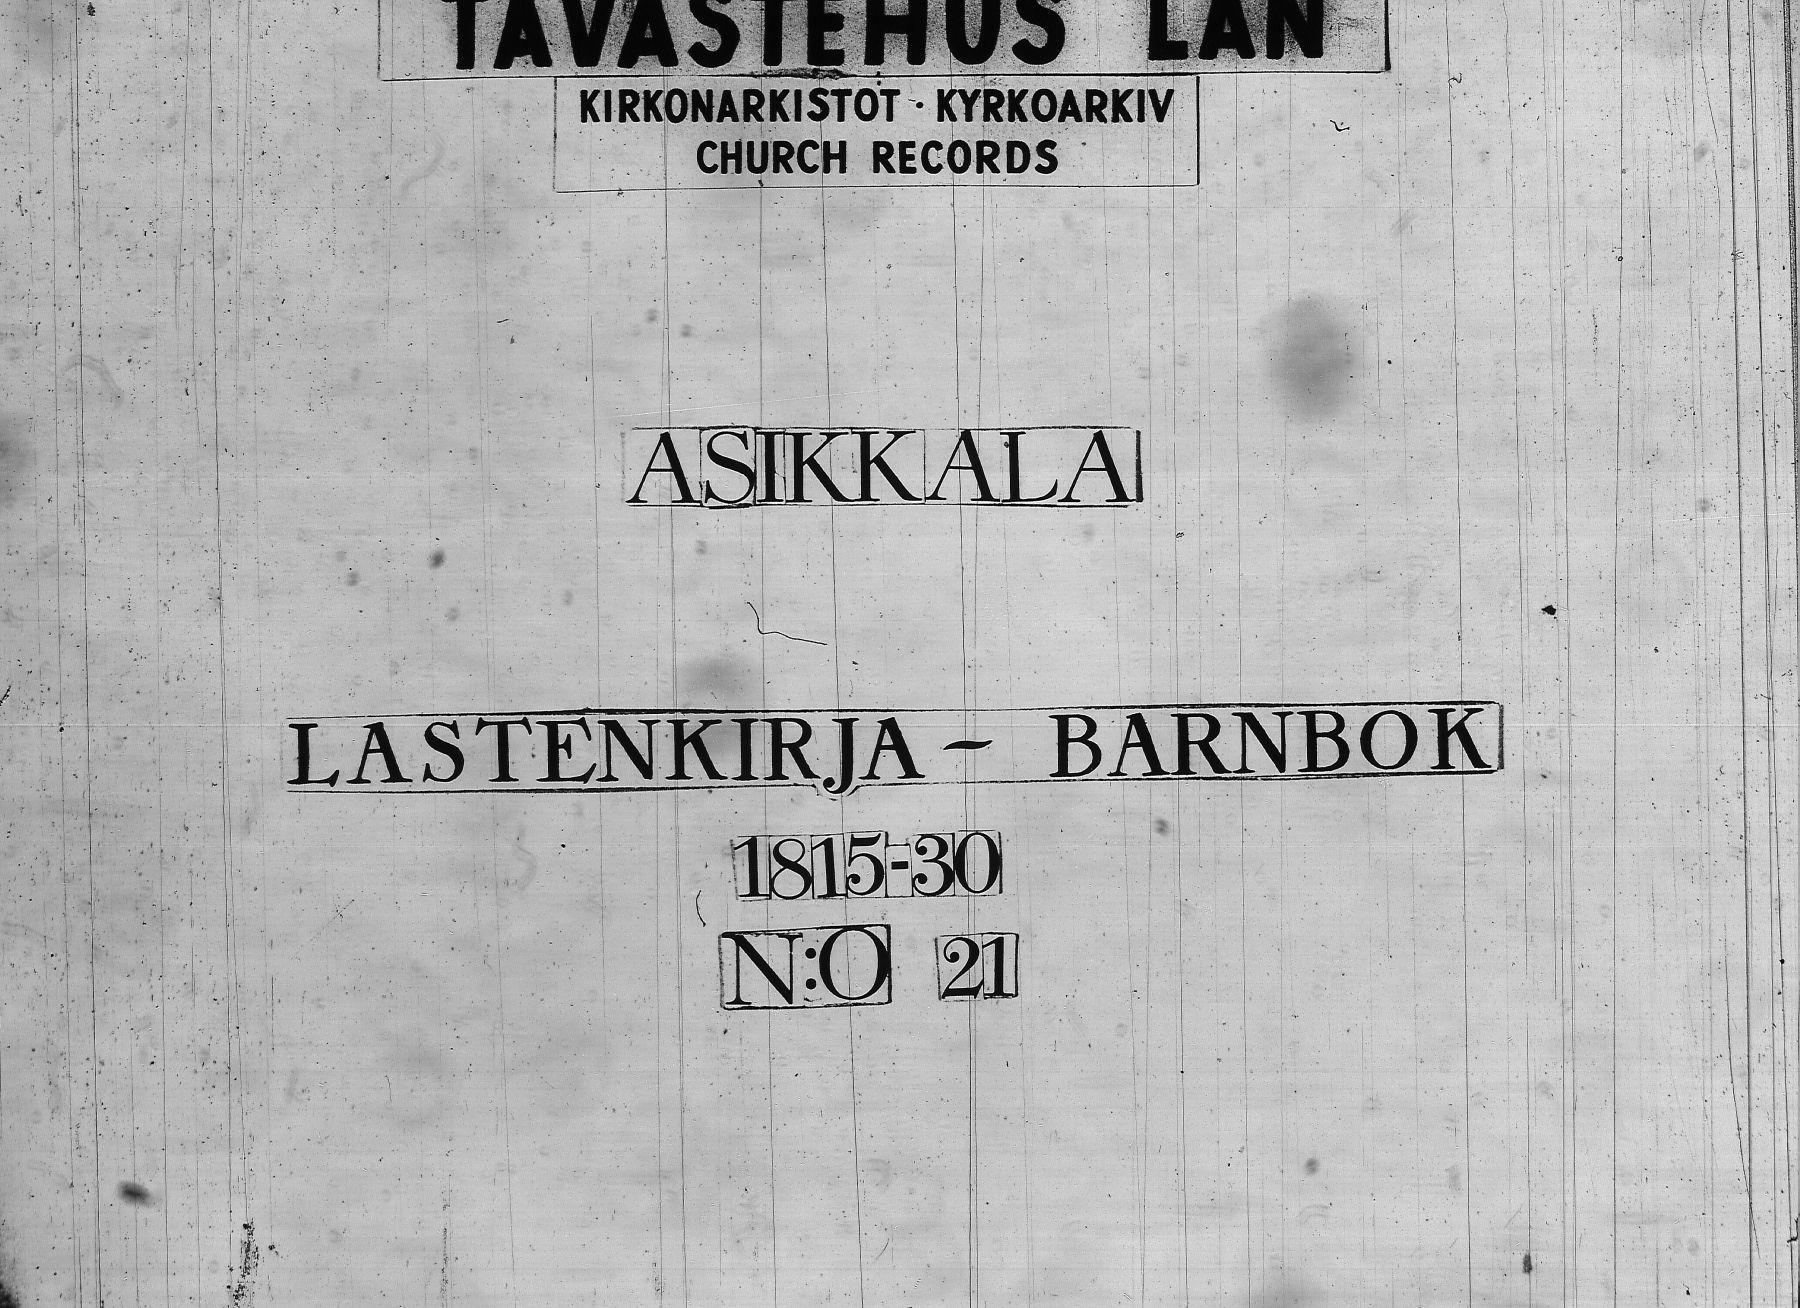 TAVASTEHUS LÄN
KIRKONARKISTOT · KYRKOARKIV
CHURCH RECORDS
ASIKKALA
LASTENKIRJA – BARNBOK
1815-30
N:O 21